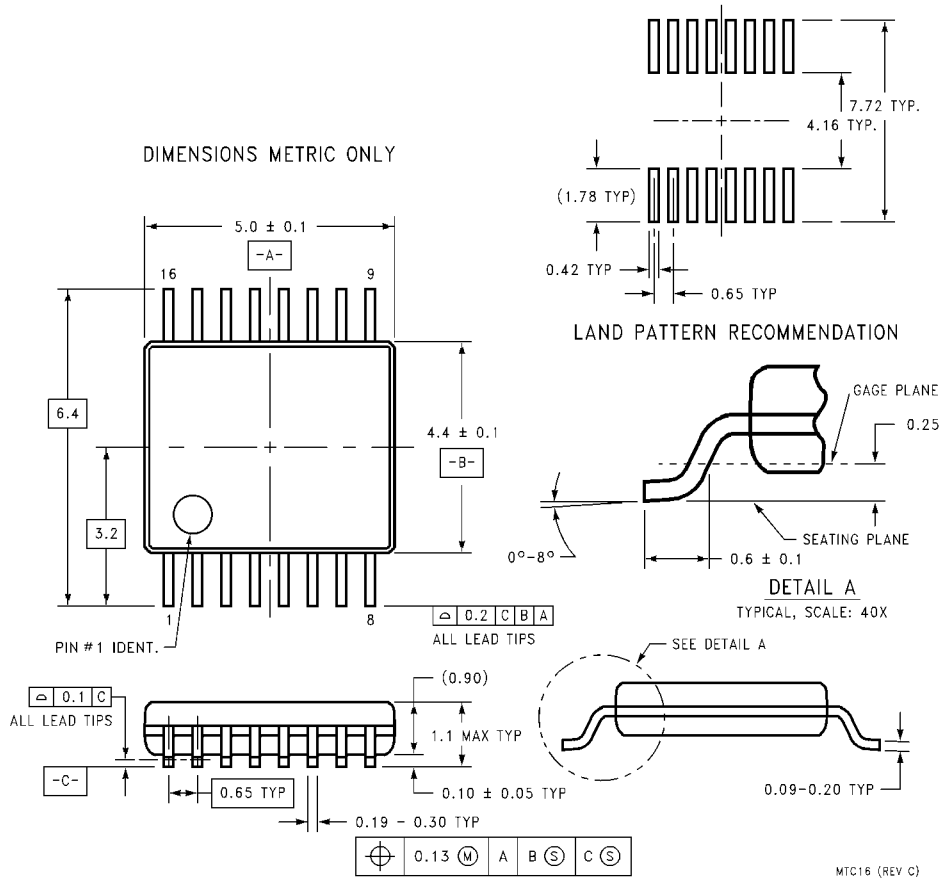 7.72 TYP.
4.16 TYP.
(1.78 TYP)
0.42 TYP
0.65 TYP
LAND PATTERN RECOMMENDATION
DIMENSIONS METRIC ONLY
5.0 ± 0.1
-A-
16
9
6.4
4.4 ± 0.1
-B-
3.2
1
8
PIN #1 IDENT.
⌓ 0.2 C B A
ALL LEAD TIPS
GAGE PLANE
0.25
SEATING PLANE
0°-8°
0.6 ± 0.1
DETAIL A
TYPICAL, SCALE: 40X
SEE DETAIL A
0.09-0.20 TYP
⌓ 0.1 C
ALL LEAD TIPS
-C-
(0.90)
1.1 MAX TYP
0.65 TYP
0.10 ± 0.05 TYP
0.19 - 0.30 TYP
⌖ 0.13 Ⓜ A B Ⓢ C Ⓢ
MTC16 (REV C)